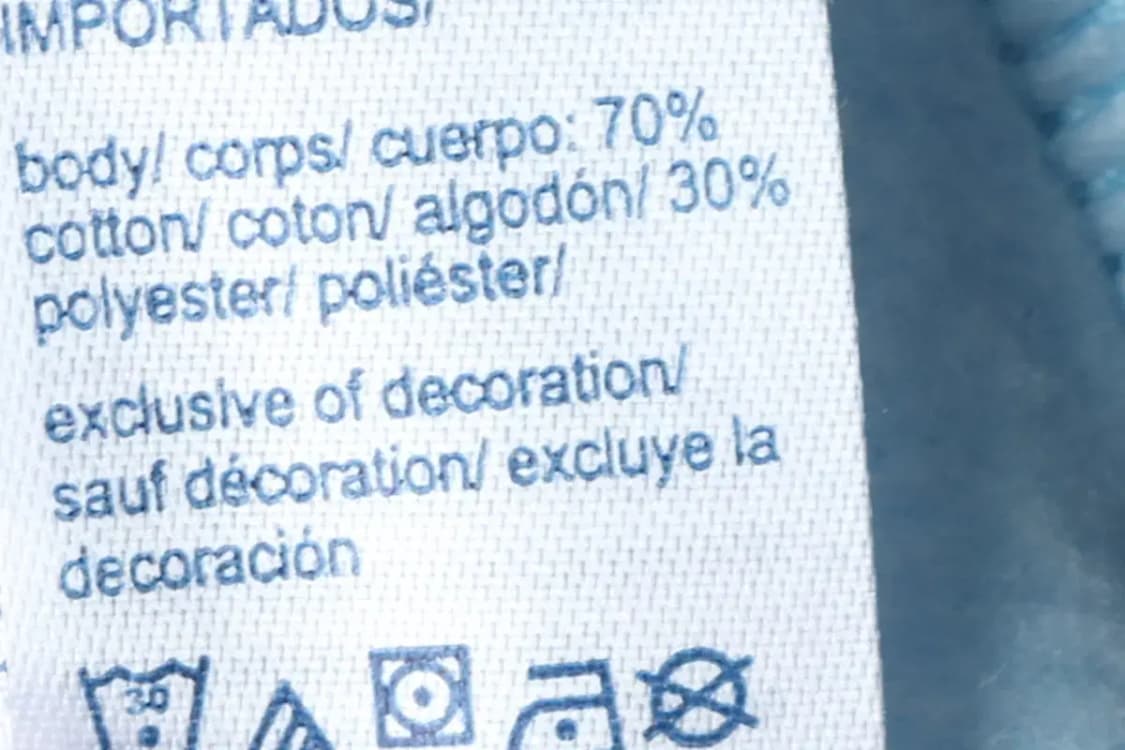 IMPORTADOS/
body/ corps/ cuerpo: 70%
cotton/ coton/ algodón/ 30%
polyester/ poliéster/
exclusive of decoration/
sauf décoration/ excluye la
decoración
30